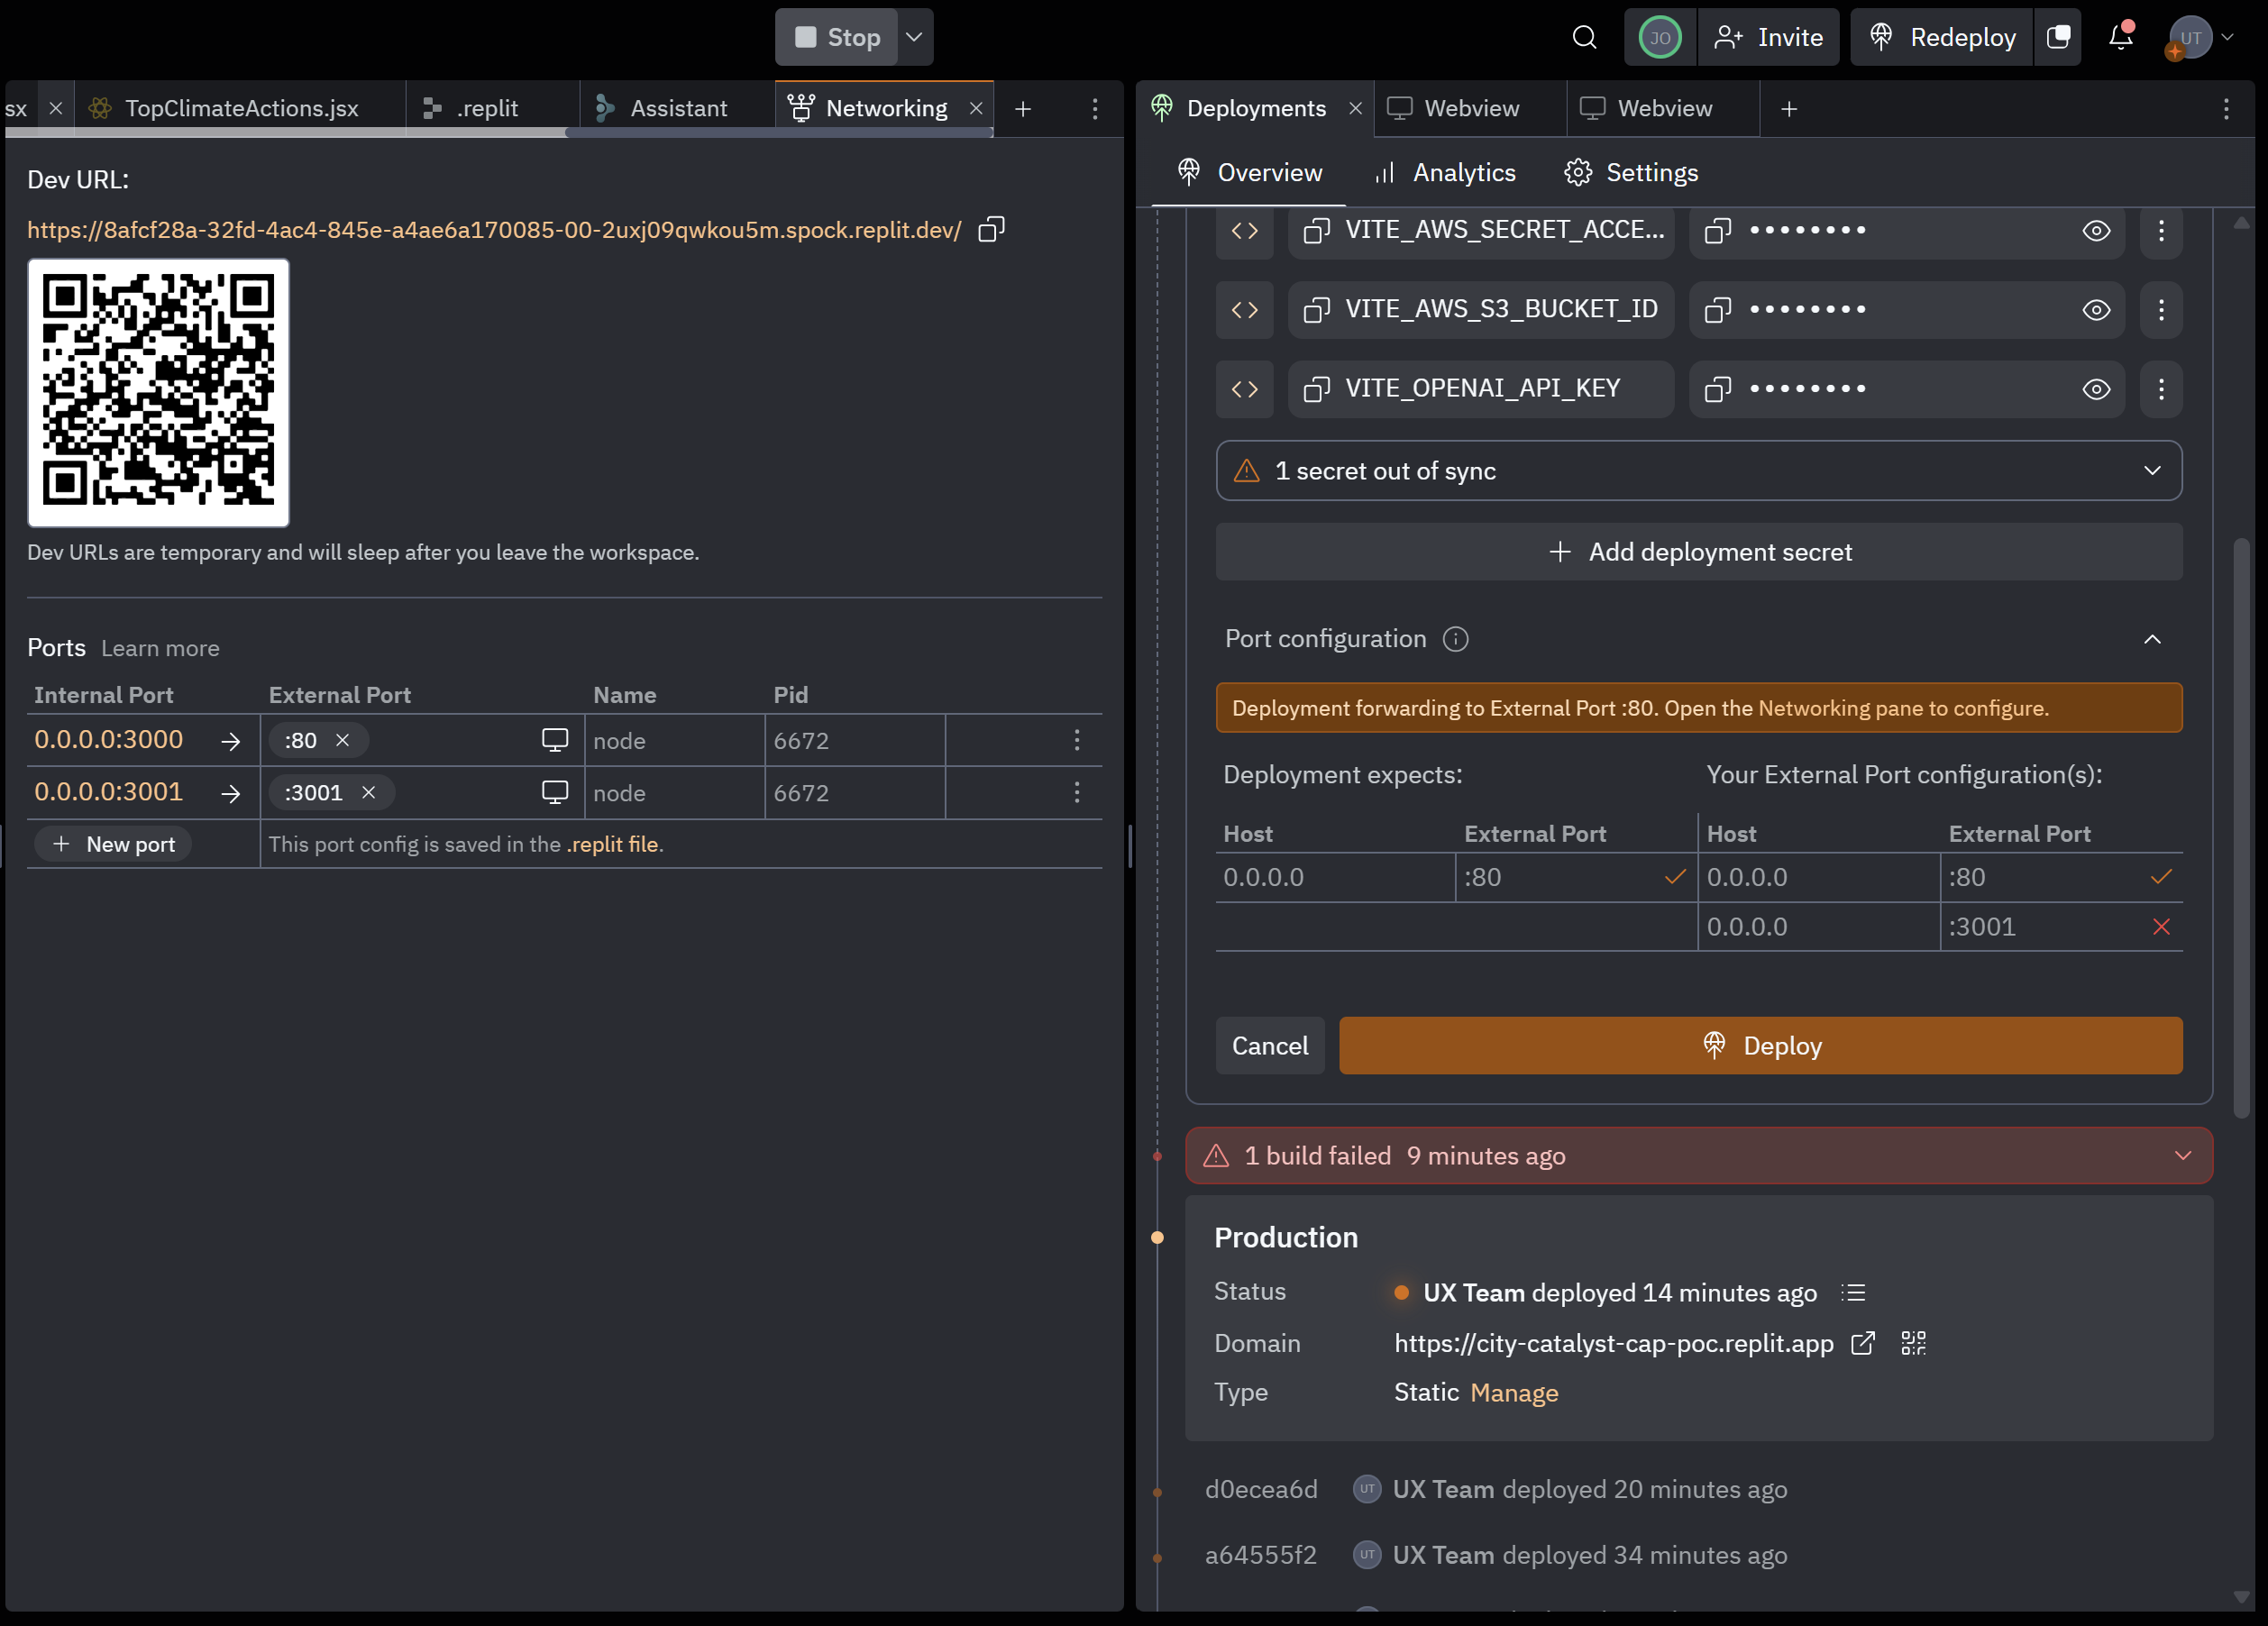 Stop
JO
Invite
Redeploy
UT
sx
TopClimateActions.jsx
.replit
Assistant
Networking
Dev URL:
https://8afcf28a-32fd-4ac4-845e-a4ae6a170085-00-2uxj09qwkou5m.spock.replit.dev/
Dev URLs are temporary and will sleep after you leave the workspace.
Ports Learn more
Internal Port External Port Name Pid
0.0.0.0:3000 :80 node 6672
0.0.0.0:3001 :3001 node 6672
New port This port config is saved in the .replit file.
Deployments
Webview
Webview
Overview
Analytics
Settings
VITE_AWS_SECRET_ACCE... ••••••••
VITE_AWS_S3_BUCKET_ID ••••••••
VITE_OPENAI_API_KEY ••••••••
1 secret out of sync
Add deployment secret
Port configuration
Deployment forwarding to External Port :80. Open the Networking pane to configure.
Deployment expects: Your External Port configuration(s):
Host External Port Host External Port
0.0.0.0 :80 0.0.0.0 :80
0.0.0.0 :3001
Cancel
Deploy
1 build failed 9 minutes ago
Production
Status UX Team deployed 14 minutes ago
Domain https://city-catalyst-cap-poc.replit.app
Type Static Manage
d0ecea6d UT UX Team deployed 20 minutes ago
a64555f2 UT UX Team deployed 34 minutes ago